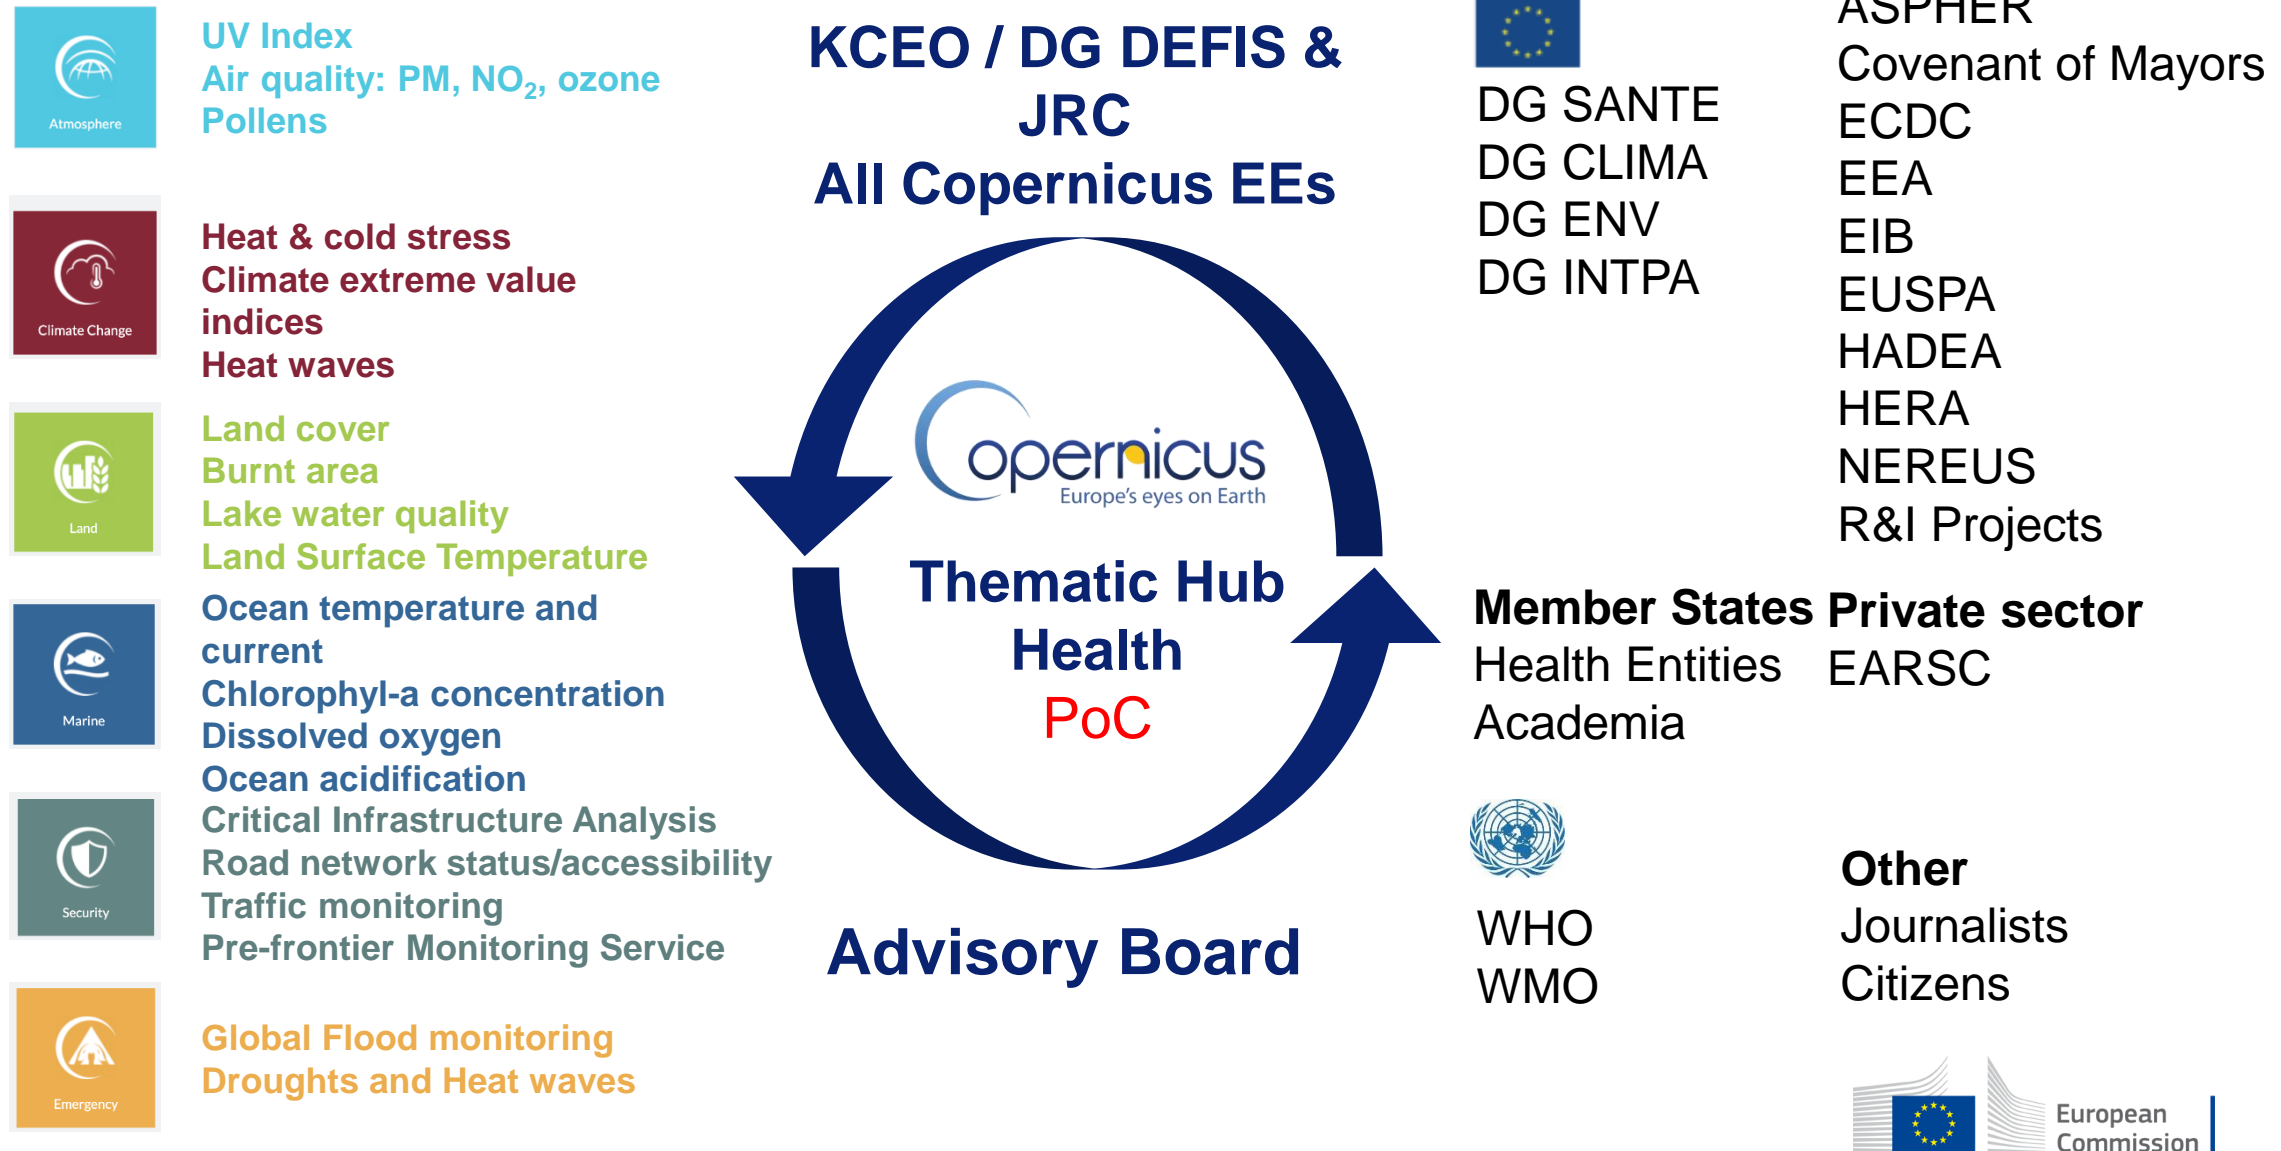 Atmosphere
UV Index
Air quality: PM, NO₂, ozone
Pollens
Climate Change
Heat & cold stress
Climate extreme value
indices
Heat waves
Land
Land cover
Burnt area
Lake water quality
Land Surface Temperature
Marine
Ocean temperature and
current
Chlorophyl-a concentration
Dissolved oxygen
Ocean acidification
Security
Critical Infrastructure Analysis
Road network status/accessibility
Traffic monitoring
Pre-frontier Monitoring Service
Emergency
Global Flood monitoring
Droughts and Heat waves
KCEO / DG DEFIS &
JRC
All Copernicus EEs
Copernicus
Europe's eyes on Earth
Thematic Hub
Health
PoC
Advisory Board
DG SANTE
DG CLIMA
DG ENV
DG INTPA
ASPHER
Covenant of Mayors
ECDC
EEA
EIB
EUSPA
HADEA
HERA
NEREUS
R&I Projects
Member States
Health Entities
Academia
Private sector
EARSC
WHO
WMO
Other
Journalists
Citizens
European
Commission